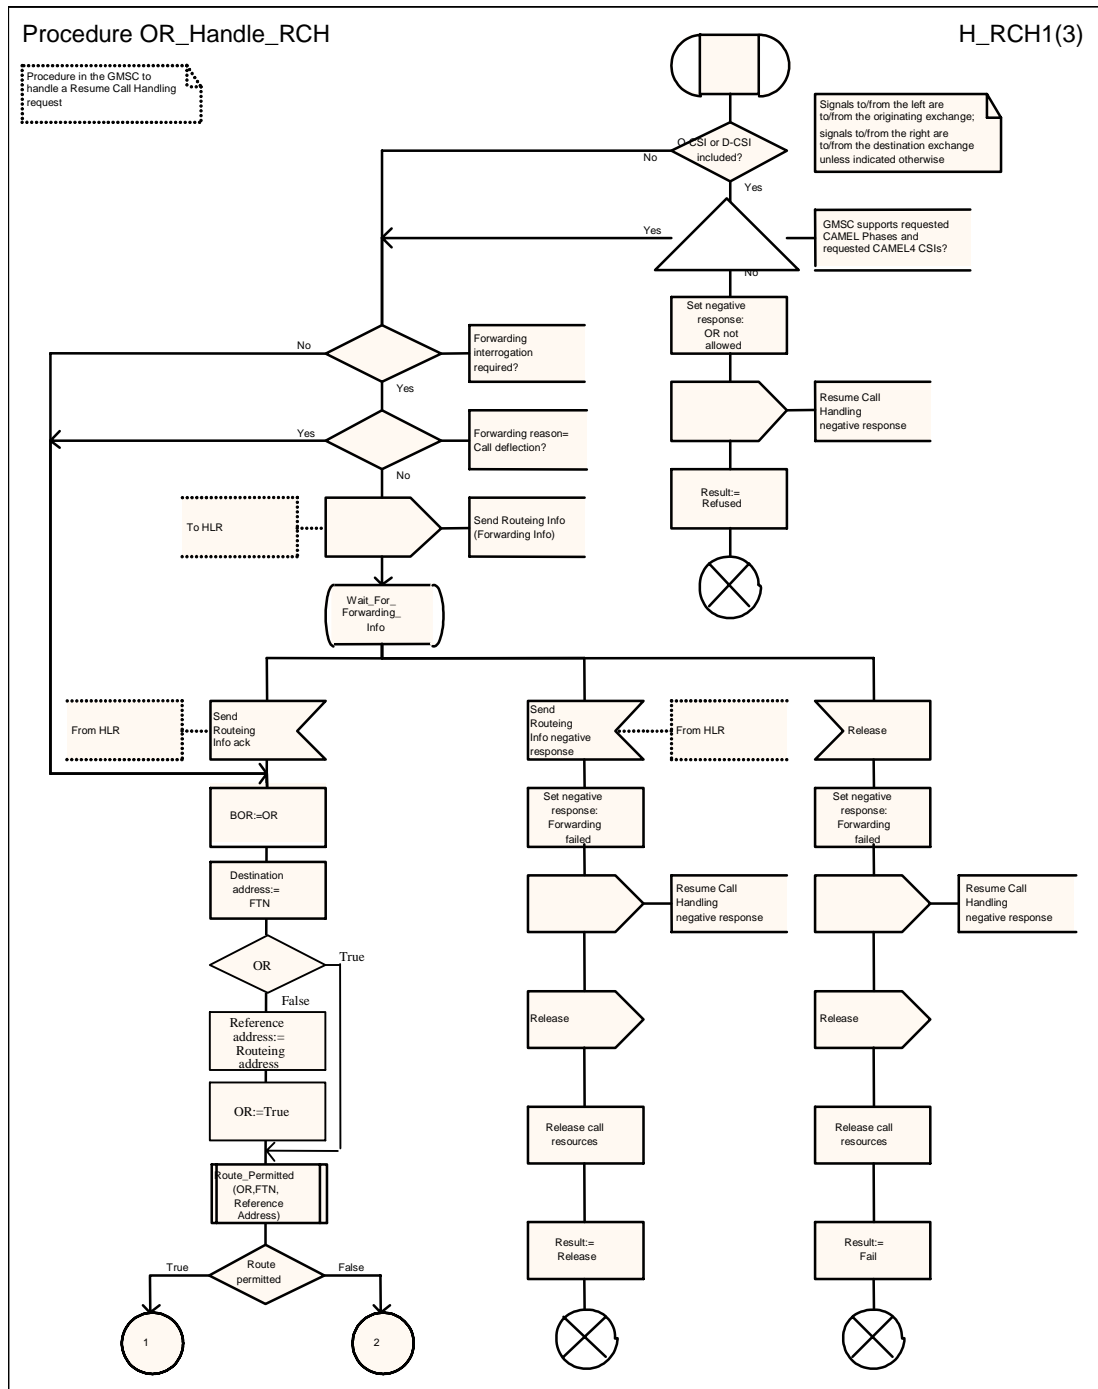 Procedure OR_Handle_RCH
H_RCH1(3)
Procedure in the GMSC to
handle a Resume Call Handling
request
Signals to/from the left are
to/from the originating exchange;
signals to/from the right are
to/from the destination exchange
unless indicated otherwise
O-CSI or D-CSI
included?
No
Yes
Yes
GMSC supports requested
CAMEL Phases and
requested CAMEL4 CSIs?
No
Set negative
response:
OR not
allowed
No
Forwarding
interrogation
required?
Yes
Resume Call
Handling
negative response
Yes
Forwarding reason=
Call deflection?
No
Result:=
Refused
To HLR
Send Routeing Info
(Forwarding Info)
Wait_For_
Forwarding_
Info
From HLR
Send
Routeing
Info ack
Send
Routeing
Info negative
response
From HLR
Release
BOR:=OR
Set negative
response:
Forwarding
failed
Set negative
response:
Forwarding
failed
Destination
address:=
FTN
Resume Call
Handling
negative response
Resume Call
Handling
negative response
OR
True
False
Reference
address:=
Routeing
address
Release
Release
OR:=True
Release call
resources
Release call
resources
Route_Permitted
(OR,FTN,
Reference
Address)
Result:=
Release
Result:=
Fail
True
Route
permitted
False
1
2